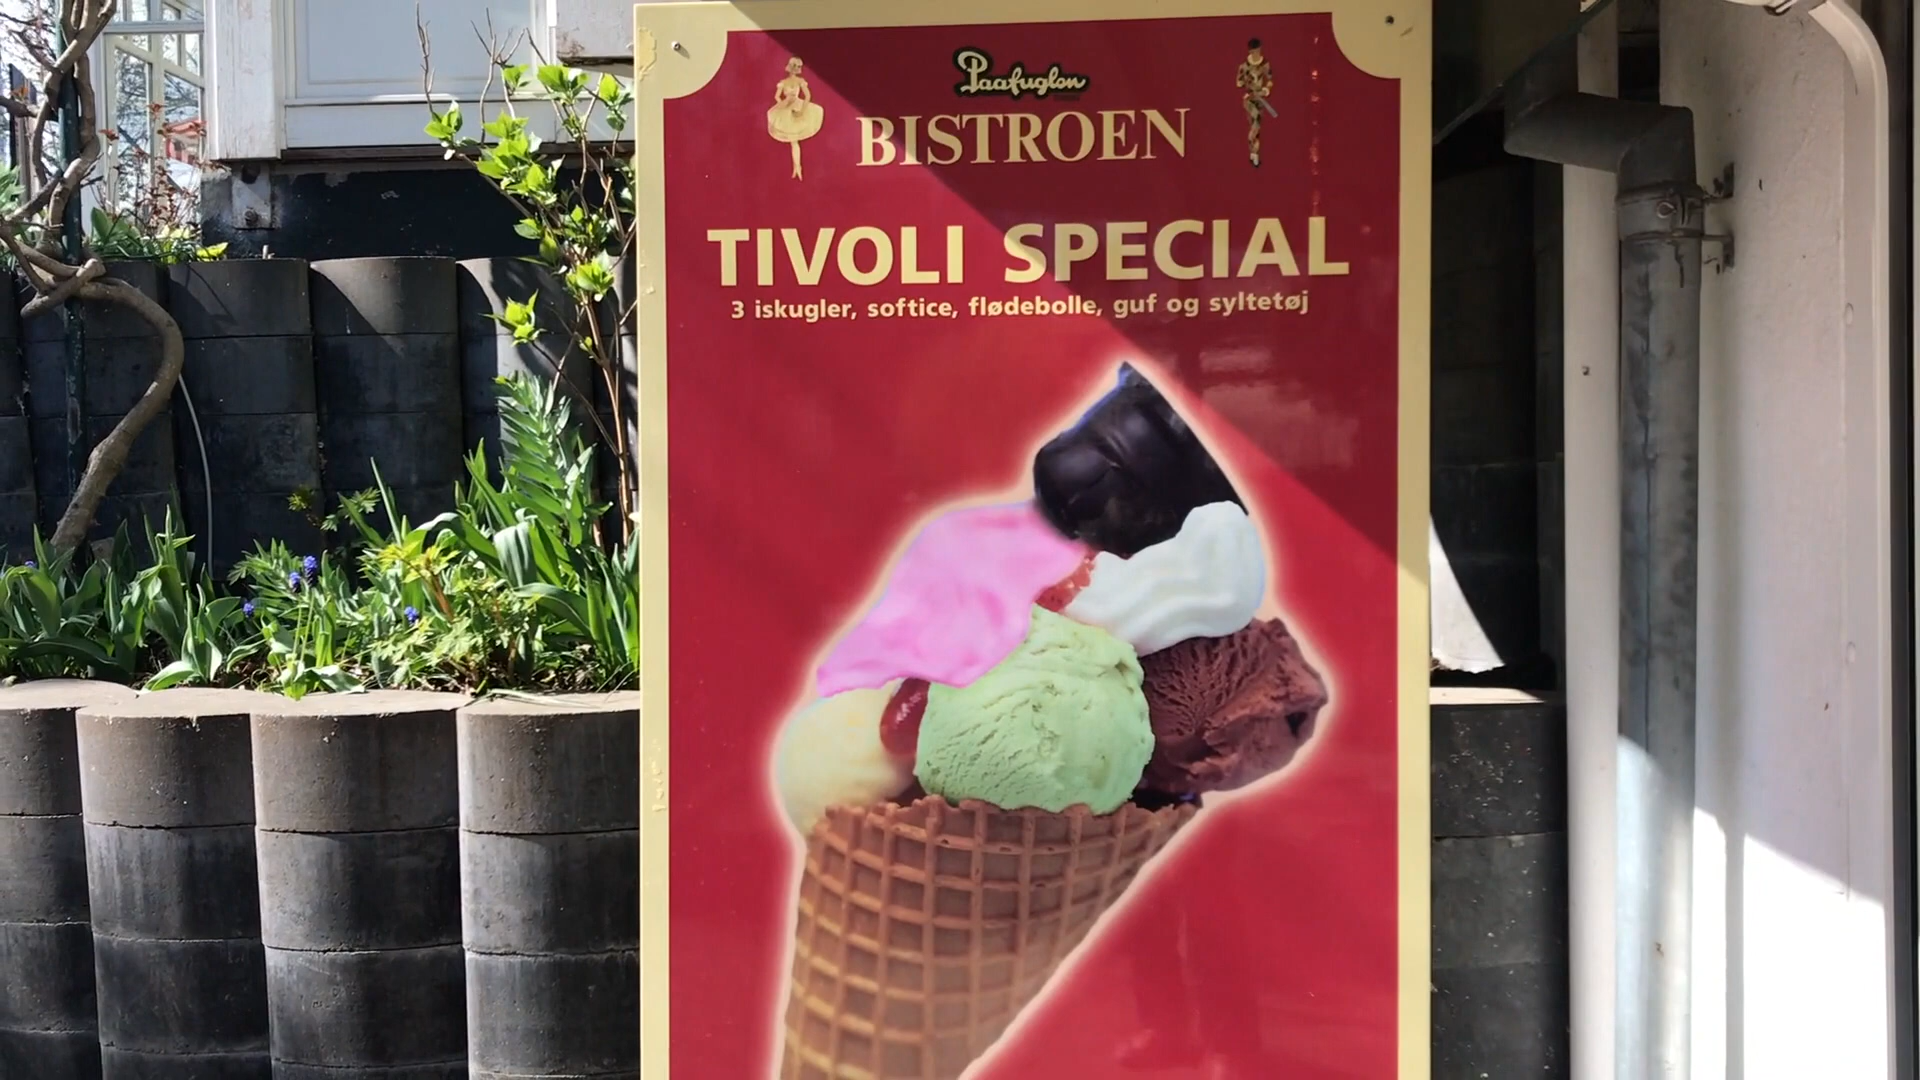 Paafuglen
BISTROEN
TIVOLI SPECIAL
3 iskugler, softice, flødebolle, guf og syltetøj